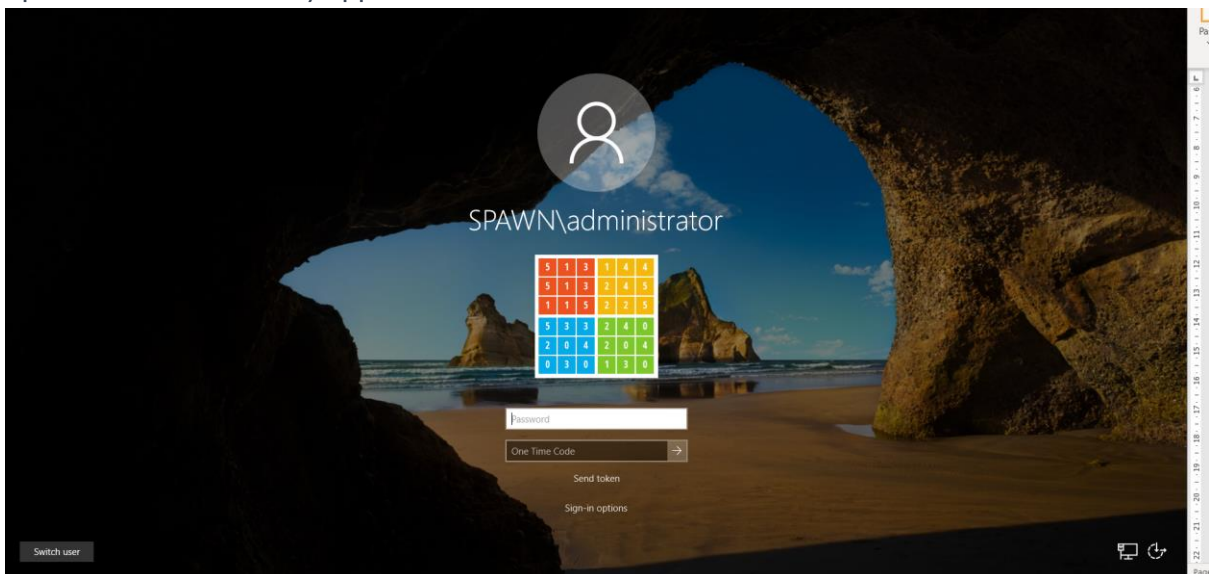 SPAWN\administrator
5 1 3 1 4 4
5 1 3 2 4 5
1 1 5 2 2 5
5 3 3 2 4 0
2 0 4 2 0 4
0 3 0 1 3 0
Password
One Time Code
Send token
Sign-in options
Switch user